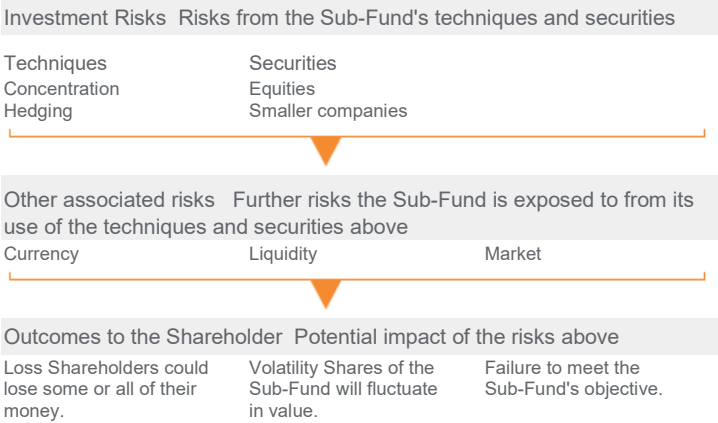 Investment Risks Risks from the Sub-Fund's techniques and securities
Techniques Securities
Concentration Equities
Hedging Smaller companies
Other associated risks Further risks the Sub-Fund is exposed to from its
use of the techniques and securities above
Currency Liquidity Market
Outcomes to the Shareholder Potential impact of the risks above
Loss Shareholders could
lose some or all of their
money.
Volatility Shares of the
Sub-Fund will fluctuate
in value.
Failure to meet the
Sub-Fund's objective.